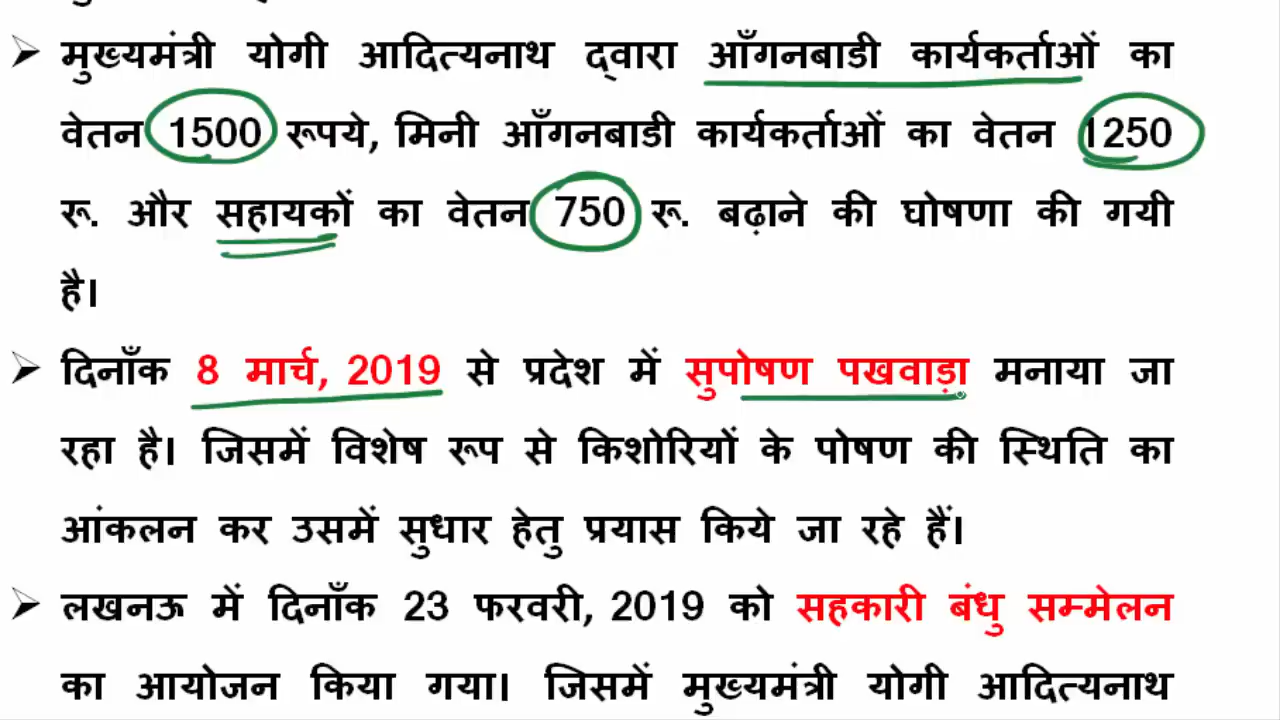 मुख्यमंत्री योगी आदित्यनाथ द्वारा आँगनबाडी कार्यकर्ताओं का
वेतन 1500 रूपये, मिनी आँगनबाडी कार्यकर्ताओं का वेतन 1250
रू. और सहायकों का वेतन 750 रू. बढ़ाने की घोषणा की गयी
है।
दिनाँक 8 मार्च, 2019 से प्रदेश में सुपोषण पखवाड़ा मनाया जा
रहा है। जिसमें विशेष रूप से किशोरियों के पोषण की स्थिति का
आंकलन कर उसमें सुधार हेतु प्रयास किये जा रहे हैं।
लखनऊ में दिनाँक 23 फरवरी, 2019 को सहकारी बंधु सम्मेलन
का आयोजन किया गया। जिसमें मुख्यमंत्री योगी आदित्यनाथ